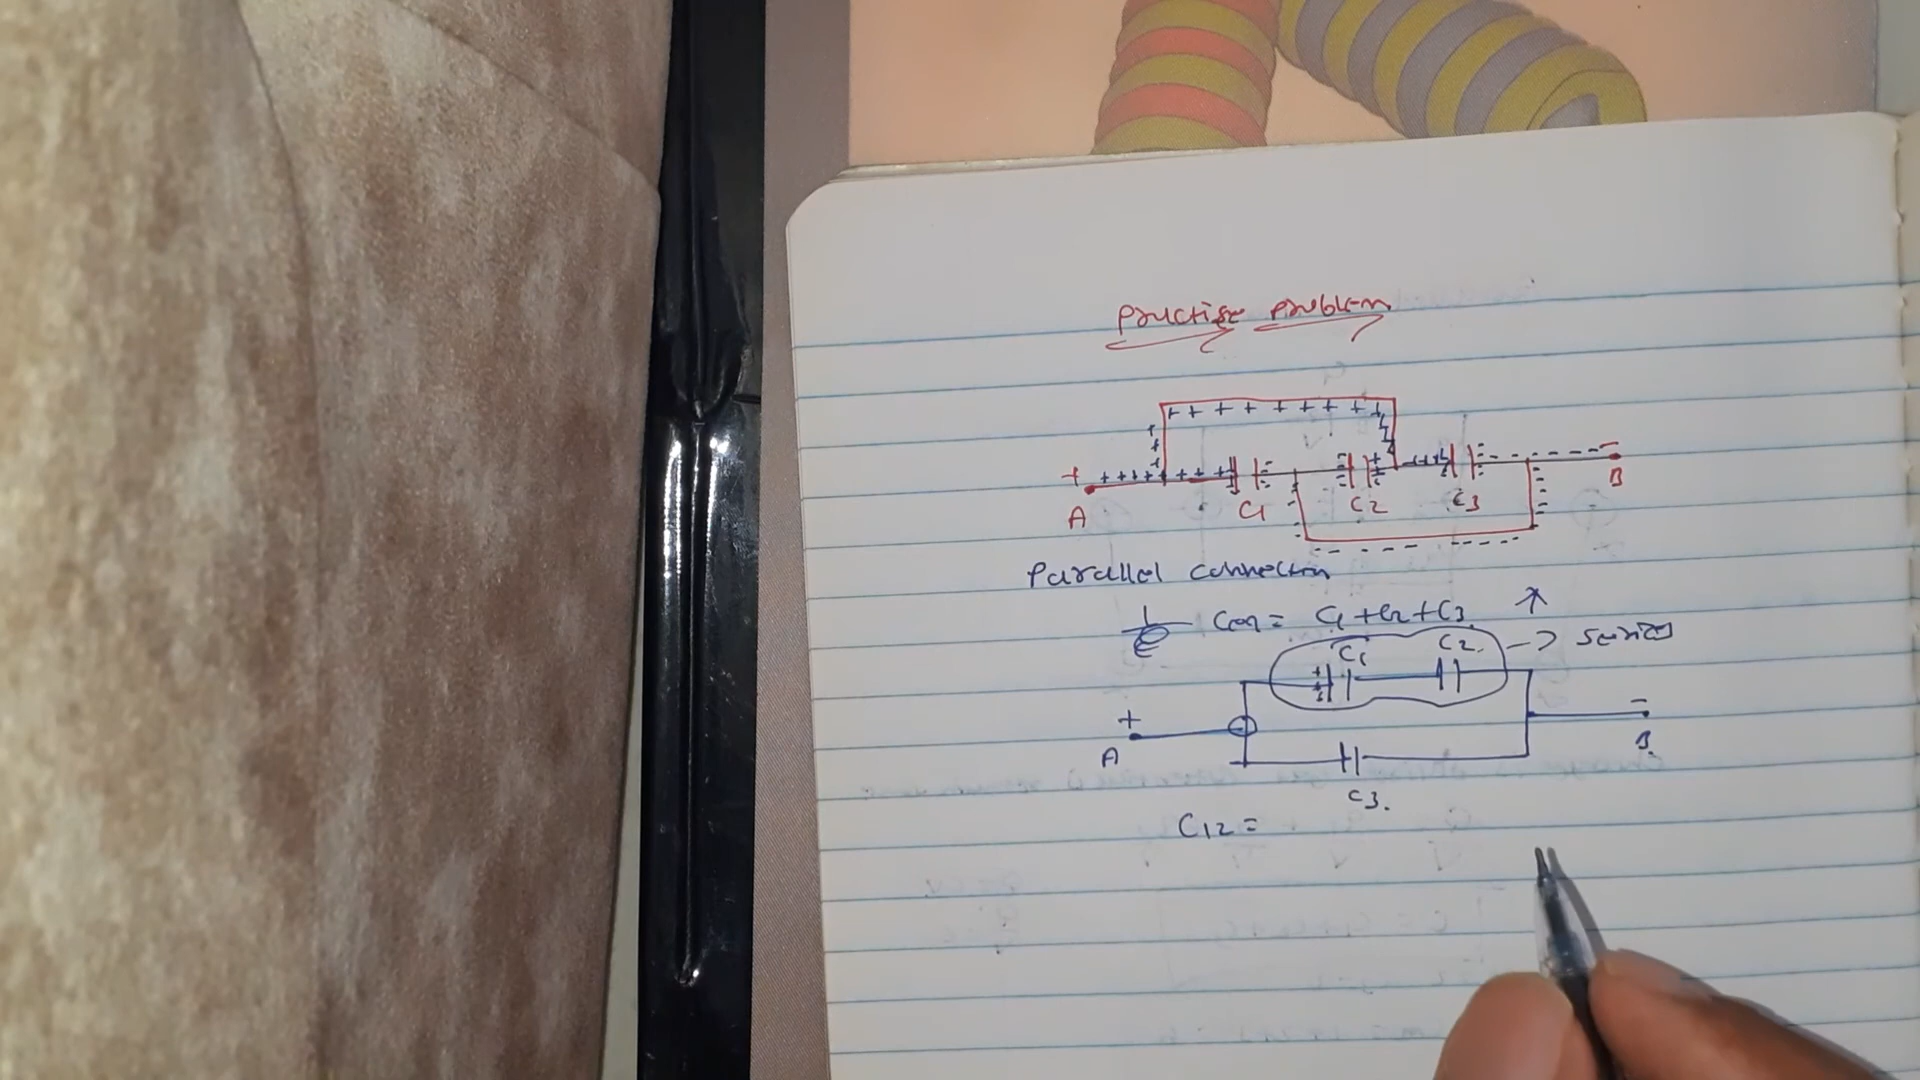 Practise Problem
+ + + + + + + + + +
+ + + + + + + + + + + - - - - - - -
A C1 C2 C3 B
- - - - - - -
Parallel connection
Ceq = C1 + C2 + C3
C1 C2 → series
+ -
A B
C3.
C12 =